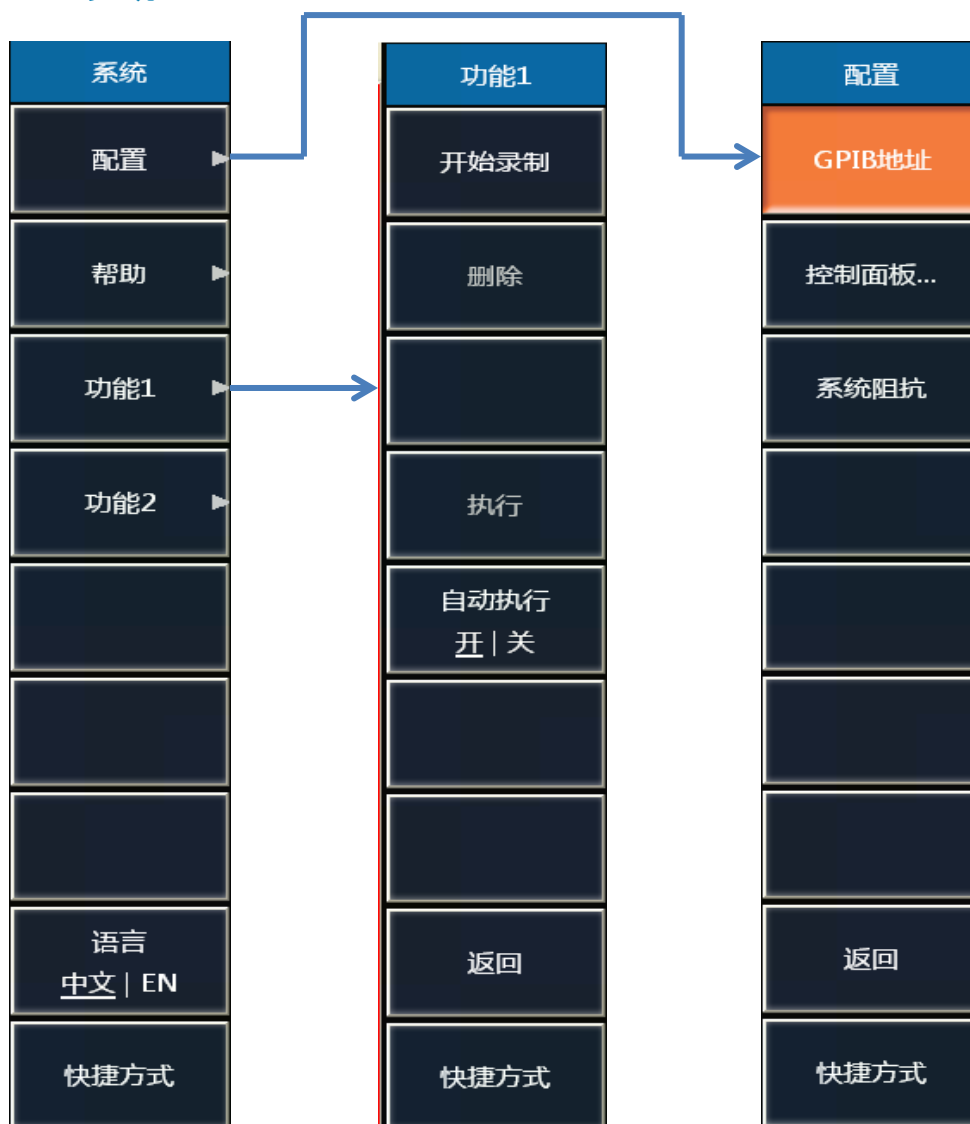 系统
配置
帮助
功能1
功能2
语言
中文 | EN
快捷方式
功能1
开始录制
删除
执行
自动执行
开 | 关
返回
快捷方式
配置
GPIB地址
控制面板...
系统阻抗
返回
快捷方式